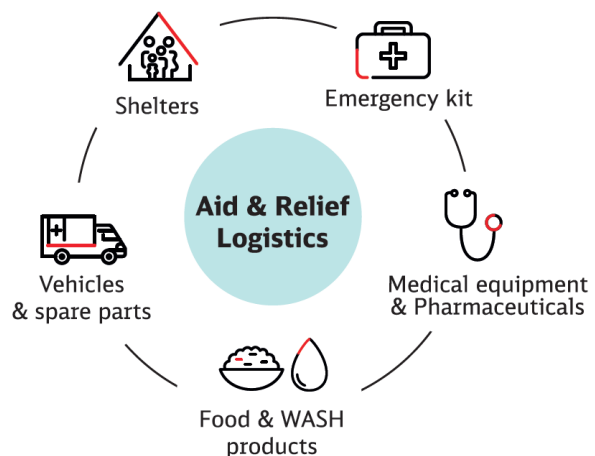 Shelters
Emergency kit
Aid & Relief
Logistics
Vehicles
& spare parts
Medical equipment
& Pharmaceuticals
Food & WASH
products